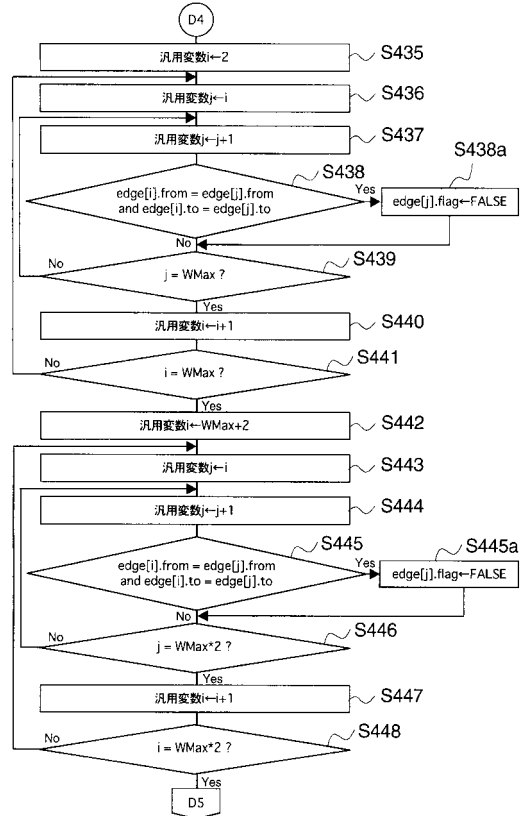 D4
汎用変数i←2
S435
汎用変数j←i
S436
汎用変数j←j+1
S437
edge[i].from = edge[j].from
and edge[i].to = edge[j].to
S438
Yes
edge[j].flag←FALSE
S438a
No
j = WMax ?
S439
No
Yes
汎用変数i←i+1
S440
i = WMax ?
S441
No
Yes
汎用変数i←WMax+2
S442
汎用変数j←i
S443
汎用変数j←j+1
S444
edge[i].from = edge[j].from
and edge[i].to = edge[j].to
S445
Yes
edge[j].flag←FALSE
S445a
No
j = WMax*2 ?
S446
No
Yes
汎用変数i←i+1
S447
i = WMax*2 ?
S448
No
Yes
D5